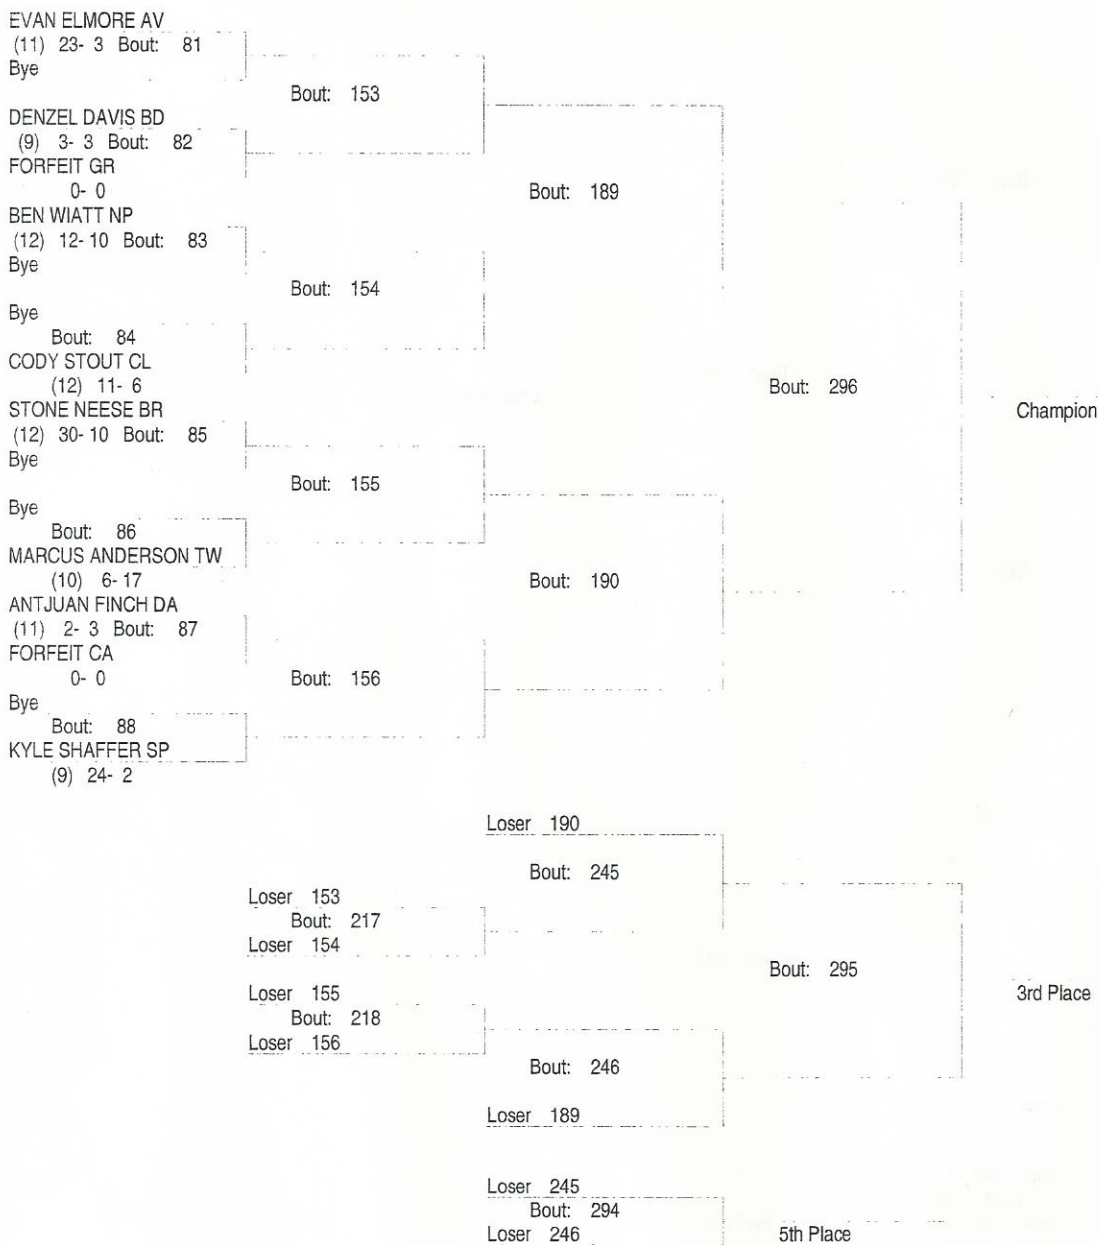 EVAN ELMORE AV
(11) 23- 3 Bout: 81
Bye
Bout: 153
DENZEL DAVIS BD
(9) 3- 3 Bout: 82
FORFEIT GR
0- 0
Bout: 189
BEN WIATT NP
(12) 12- 10 Bout: 83
Bye
Bout: 154
Bye
Bout: 84
CODY STOUT CL
(12) 11- 6
Bout: 296
STONE NEESE BR
Champion
(12) 30- 10 Bout: 85
Bye
Bout: 155
Bye
Bout: 86
MARCUS ANDERSON TW
(10) 6- 17
Bout: 190
ANTJUAN FINCH DA
(11) 2- 3 Bout: 87
FORFEIT CA
0- 0
Bout: 156
Bye
Bout: 88
KYLE SHAFFER SP
(9) 24- 2
Loser 190
Bout: 245
Loser 153
Bout: 217
Loser 154
Bout: 295
Loser 155
3rd Place
Bout: 218
Loser 156
Bout: 246
Loser 189
Loser 245
Bout: 294
Loser 246
5th Place